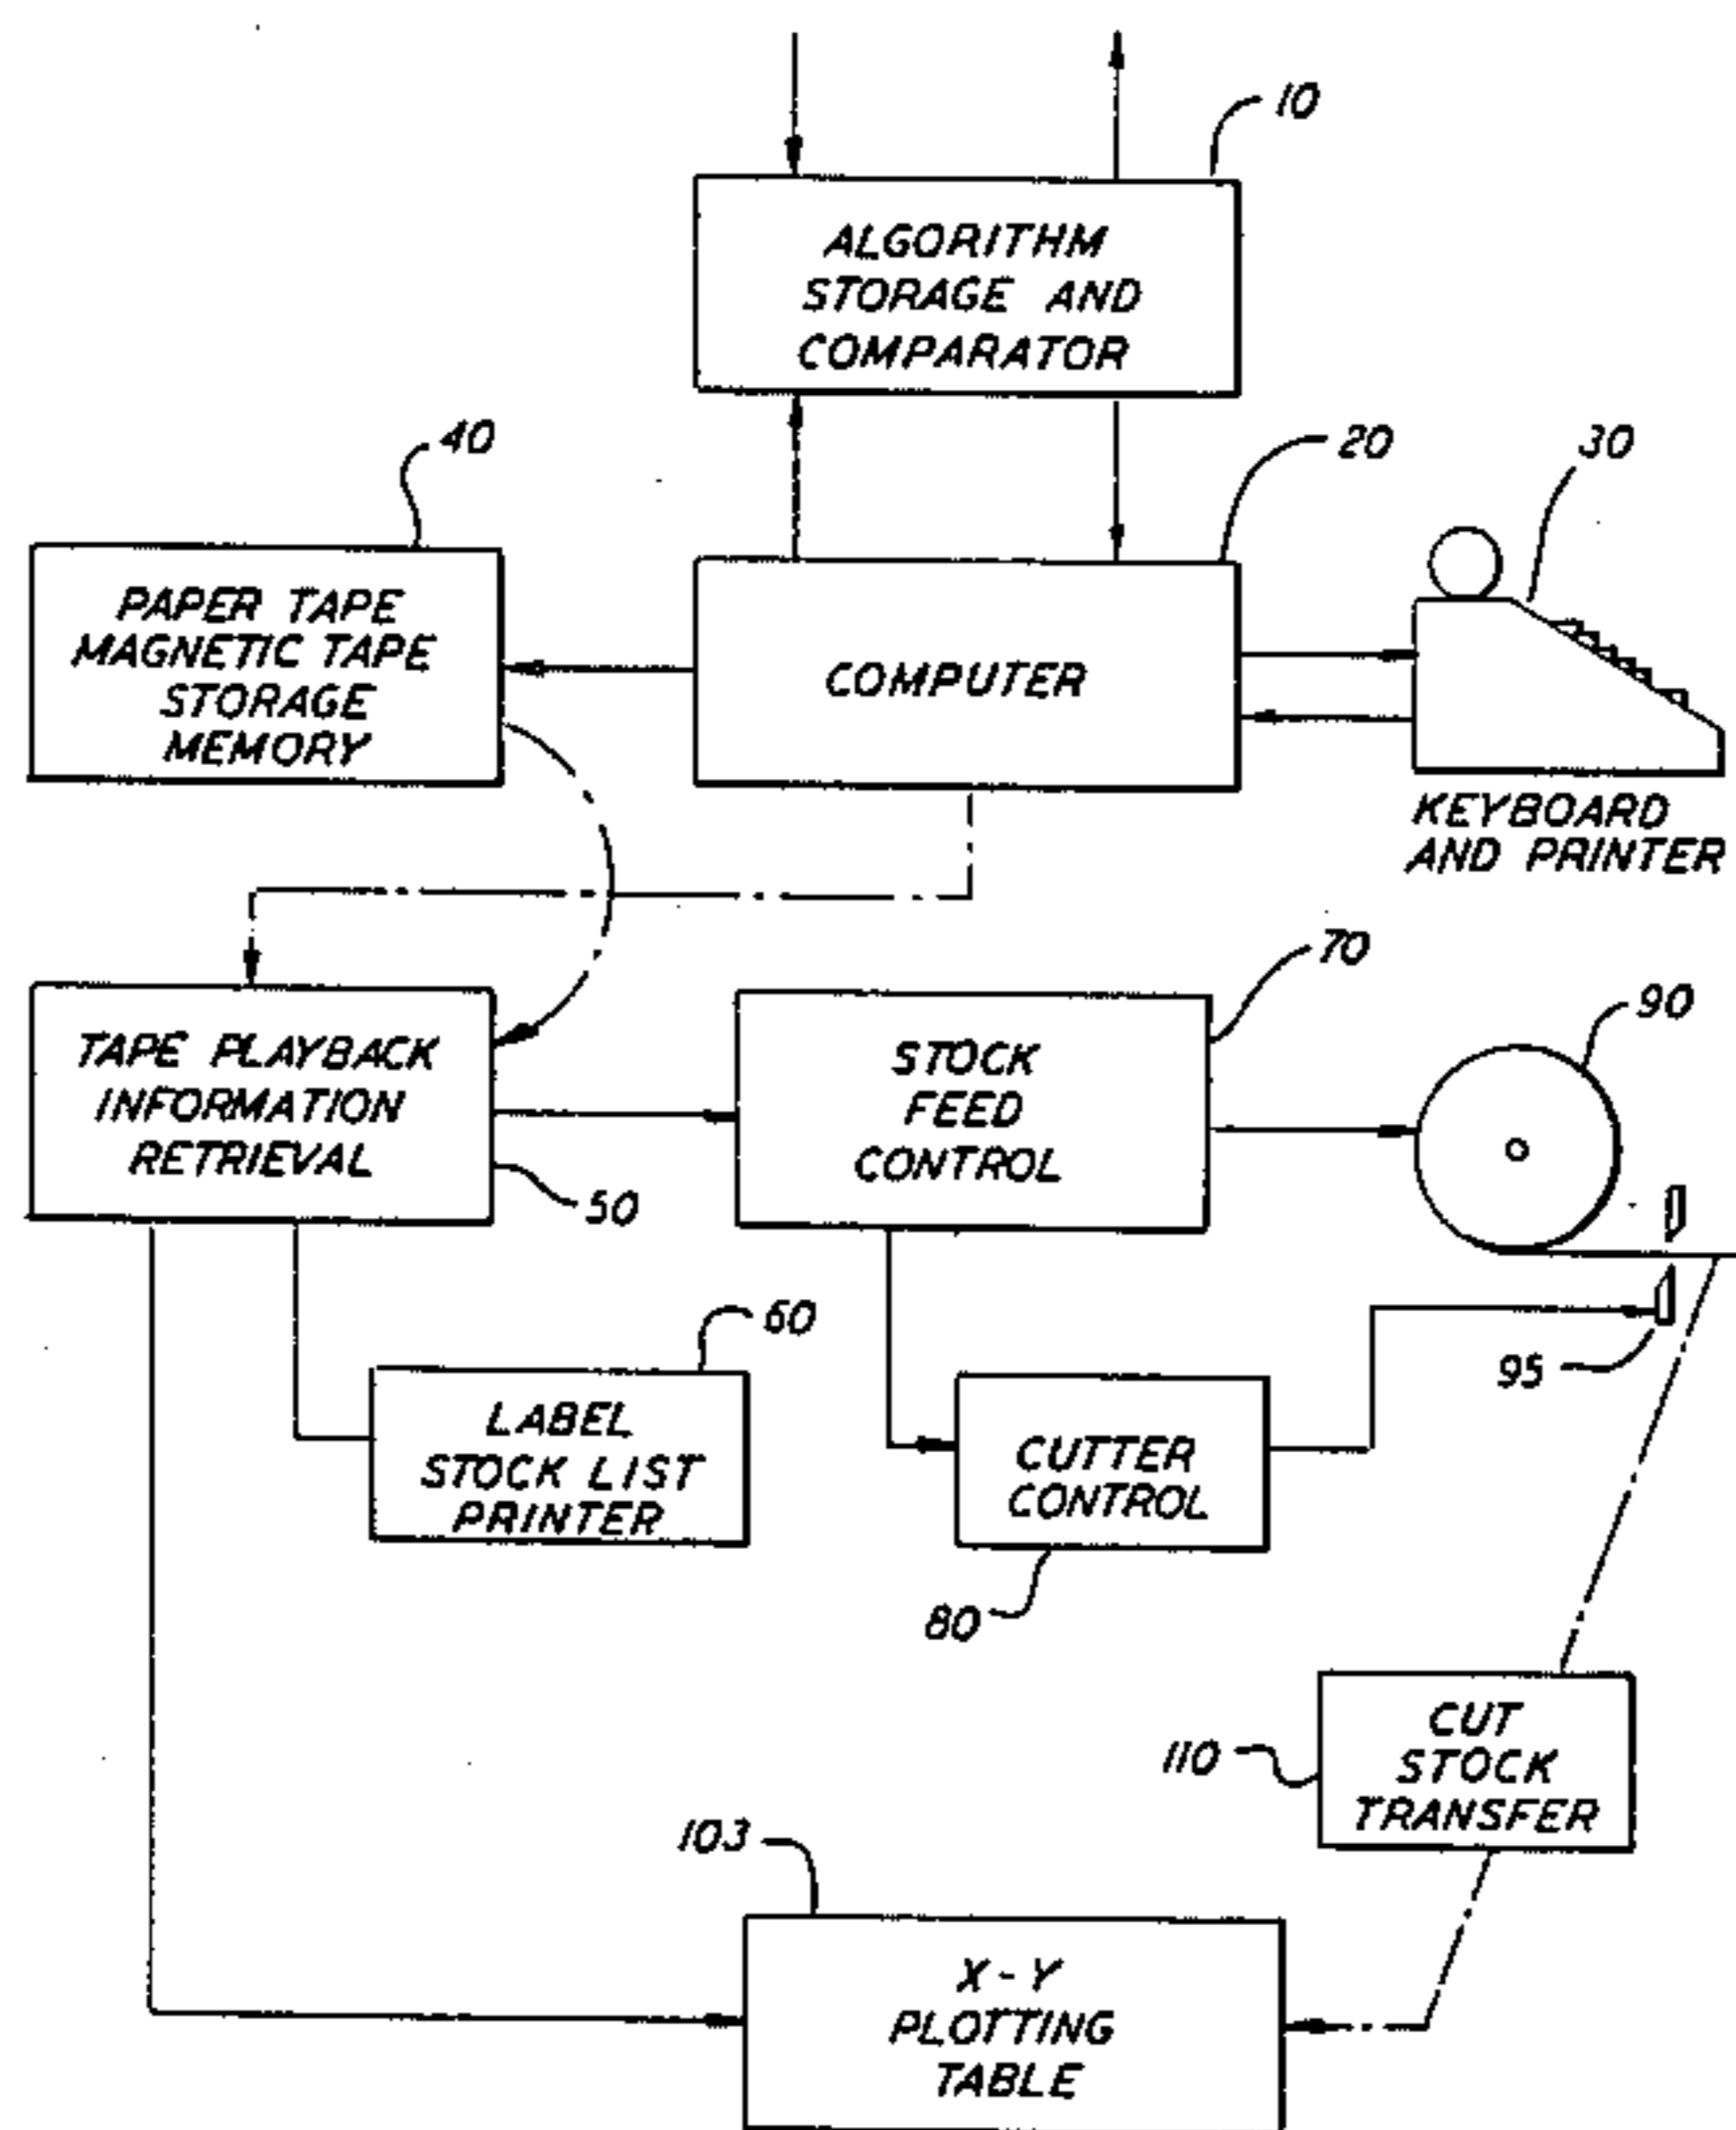 10
ALGORITHM
STORAGE AND
COMPARATOR
40
20
30
PAPER TAPE
MAGNETIC TAPE
STORAGE
MEMORY
COMPUTER
KEYBOARD
AND PRINTER
70
90
TAPE PLAYBACK
INFORMATION
RETRIEVAL
50
STOCK
FEED
CONTROL
60
95
LABEL
STOCK LIST
PRINTER
CUTTER
CONTROL
80
CUT
STOCK
TRANSFER
110
103
X-Y
PLOTTING
TABLE